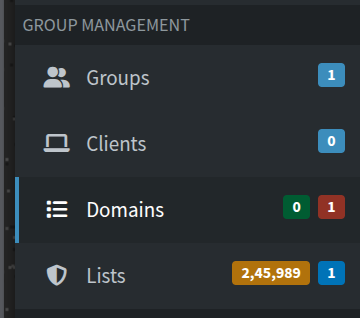 GROUP MANAGEMENT
Groups 1
Clients 0
Domains 0 1
Lists 2,45,989 1